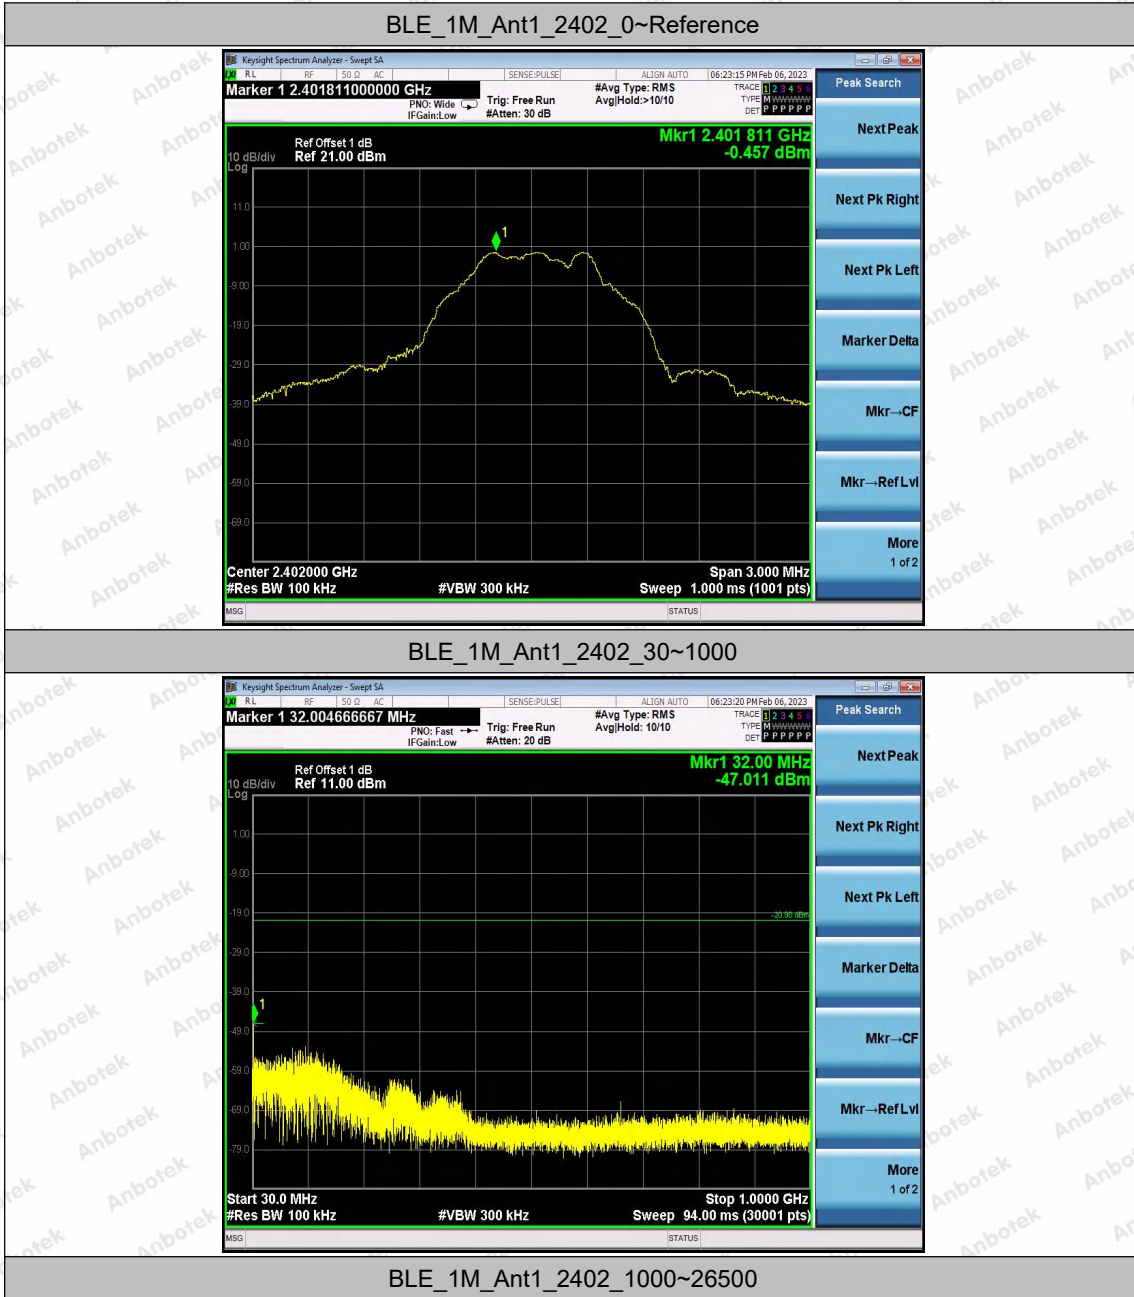 BLE_1M_Ant1_2402_0~Reference
Keysight Spectrum Analyzer - Swept SA
RL RF 50 Ω AC SENSE:PULSE ALIGN AUTO 06:23:15 PM Feb 06, 2023
Marker 1 2.401811000000 GHz
PNO: Wide
IFGain:Low
Trig: Free Run
#Atten: 30 dB
#Avg Type: RMS
Avg|Hold:>10/10
TRACE 1 2 3 4 5 6
TYPE M W W W W W
DET P P P P P P
Peak Search
Mkr1 2.401 811 GHz
-0.457 dBm
Ref Offset 1 dB
10 dB/div Ref 21.00 dBm
Log
11.0
1.00
-9.00
-19.0
-29.0
-39.0
-49.0
-59.0
-69.0
1
Center 2.402000 GHz
Span 3.000 MHz
#Res BW 100 kHz
#VBW 300 kHz
Sweep 1.000 ms (1001 pts)
MSG
STATUS
Next Peak
Next Pk Right
Next Pk Left
Marker Delta
Mkr→CF
Mkr→Ref Lvl
More
1 of 2
BLE_1M_Ant1_2402_30~1000
Keysight Spectrum Analyzer - Swept SA
RL RF 50 Ω AC SENSE:PULSE ALIGN AUTO 06:23:20 PM Feb 06, 2023
Marker 1 32.004666667 MHz
PNO: Fast
IFGain:Low
Trig: Free Run
#Atten: 20 dB
#Avg Type: RMS
Avg|Hold: 10/10
TRACE 1 2 3 4 5 6
TYPE M W W W W W
DET P P P P P P
Peak Search
Mkr1 32.00 MHz
-47.011 dBm
Ref Offset 1 dB
10 dB/div Ref 11.00 dBm
Log
1.00
-9.00
-19.0
-20.90 dBm
-29.0
-39.0
-49.0
-59.0
-69.0
-79.0
1
Start 30.0 MHz
Stop 1.0000 GHz
#Res BW 100 kHz
#VBW 300 kHz
Sweep 94.00 ms (30001 pts)
MSG
STATUS
Next Peak
Next Pk Right
Next Pk Left
Marker Delta
Mkr→CF
Mkr→Ref Lvl
More
1 of 2
BLE_1M_Ant1_2402_1000~26500
Anbotek